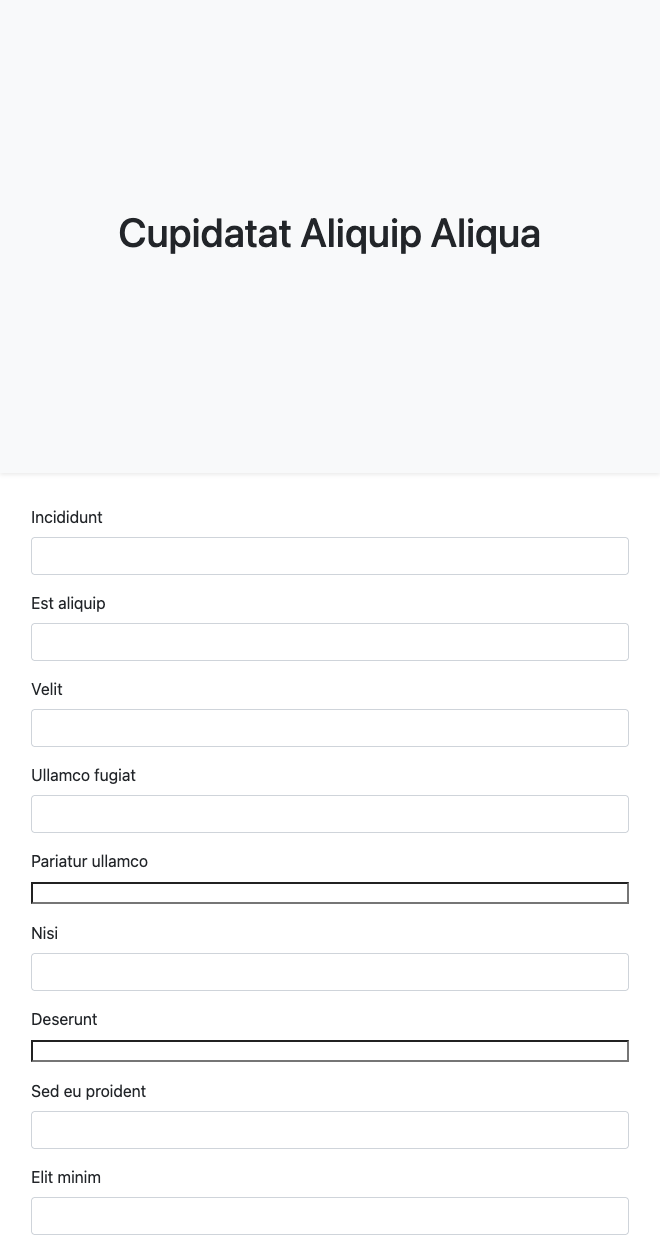 Cupidatat Aliquip Aliqua
Incididunt
Est aliquip
Velit
Ullamco fugiat
Pariatur ullamco
Nisi
Deserunt
Sed eu proident
Elit minim